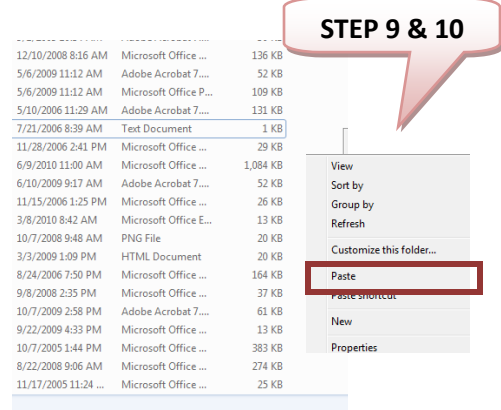 STEP 9 & 10
12/10/2008 8:16 AM Microsoft Office ... 136 KB
5/6/2009 11:12 AM Adobe Acrobat 7.... 52 KB
5/6/2009 11:12 AM Microsoft Office P... 109 KB
5/10/2006 11:29 AM Adobe Acrobat 7.... 131 KB
7/21/2006 8:39 AM Text Document 1 KB
11/28/2006 2:41 PM Microsoft Office ... 29 KB
6/9/2010 11:00 AM Microsoft Office ... 1,084 KB
6/10/2009 9:17 AM Adobe Acrobat 7.... 52 KB
11/15/2006 1:25 PM Microsoft Office ... 26 KB
3/8/2010 8:42 AM Microsoft Office E... 13 KB
10/7/2008 9:48 AM PNG File 20 KB
3/3/2009 1:09 PM HTML Document 20 KB
8/24/2006 7:50 PM Microsoft Office ... 164 KB
9/8/2008 2:35 PM Microsoft Office ... 37 KB
10/7/2009 2:58 PM Adobe Acrobat 7.... 61 KB
9/22/2009 4:33 PM Microsoft Office ... 13 KB
10/7/2005 1:44 PM Microsoft Office ... 383 KB
8/22/2008 9:06 AM Microsoft Office ... 274 KB
11/17/2005 11:24 ... Microsoft Office ... 25 KB
View
Sort by
Group by
Refresh
Customize this folder...
Paste
Paste shortcut
New
Properties